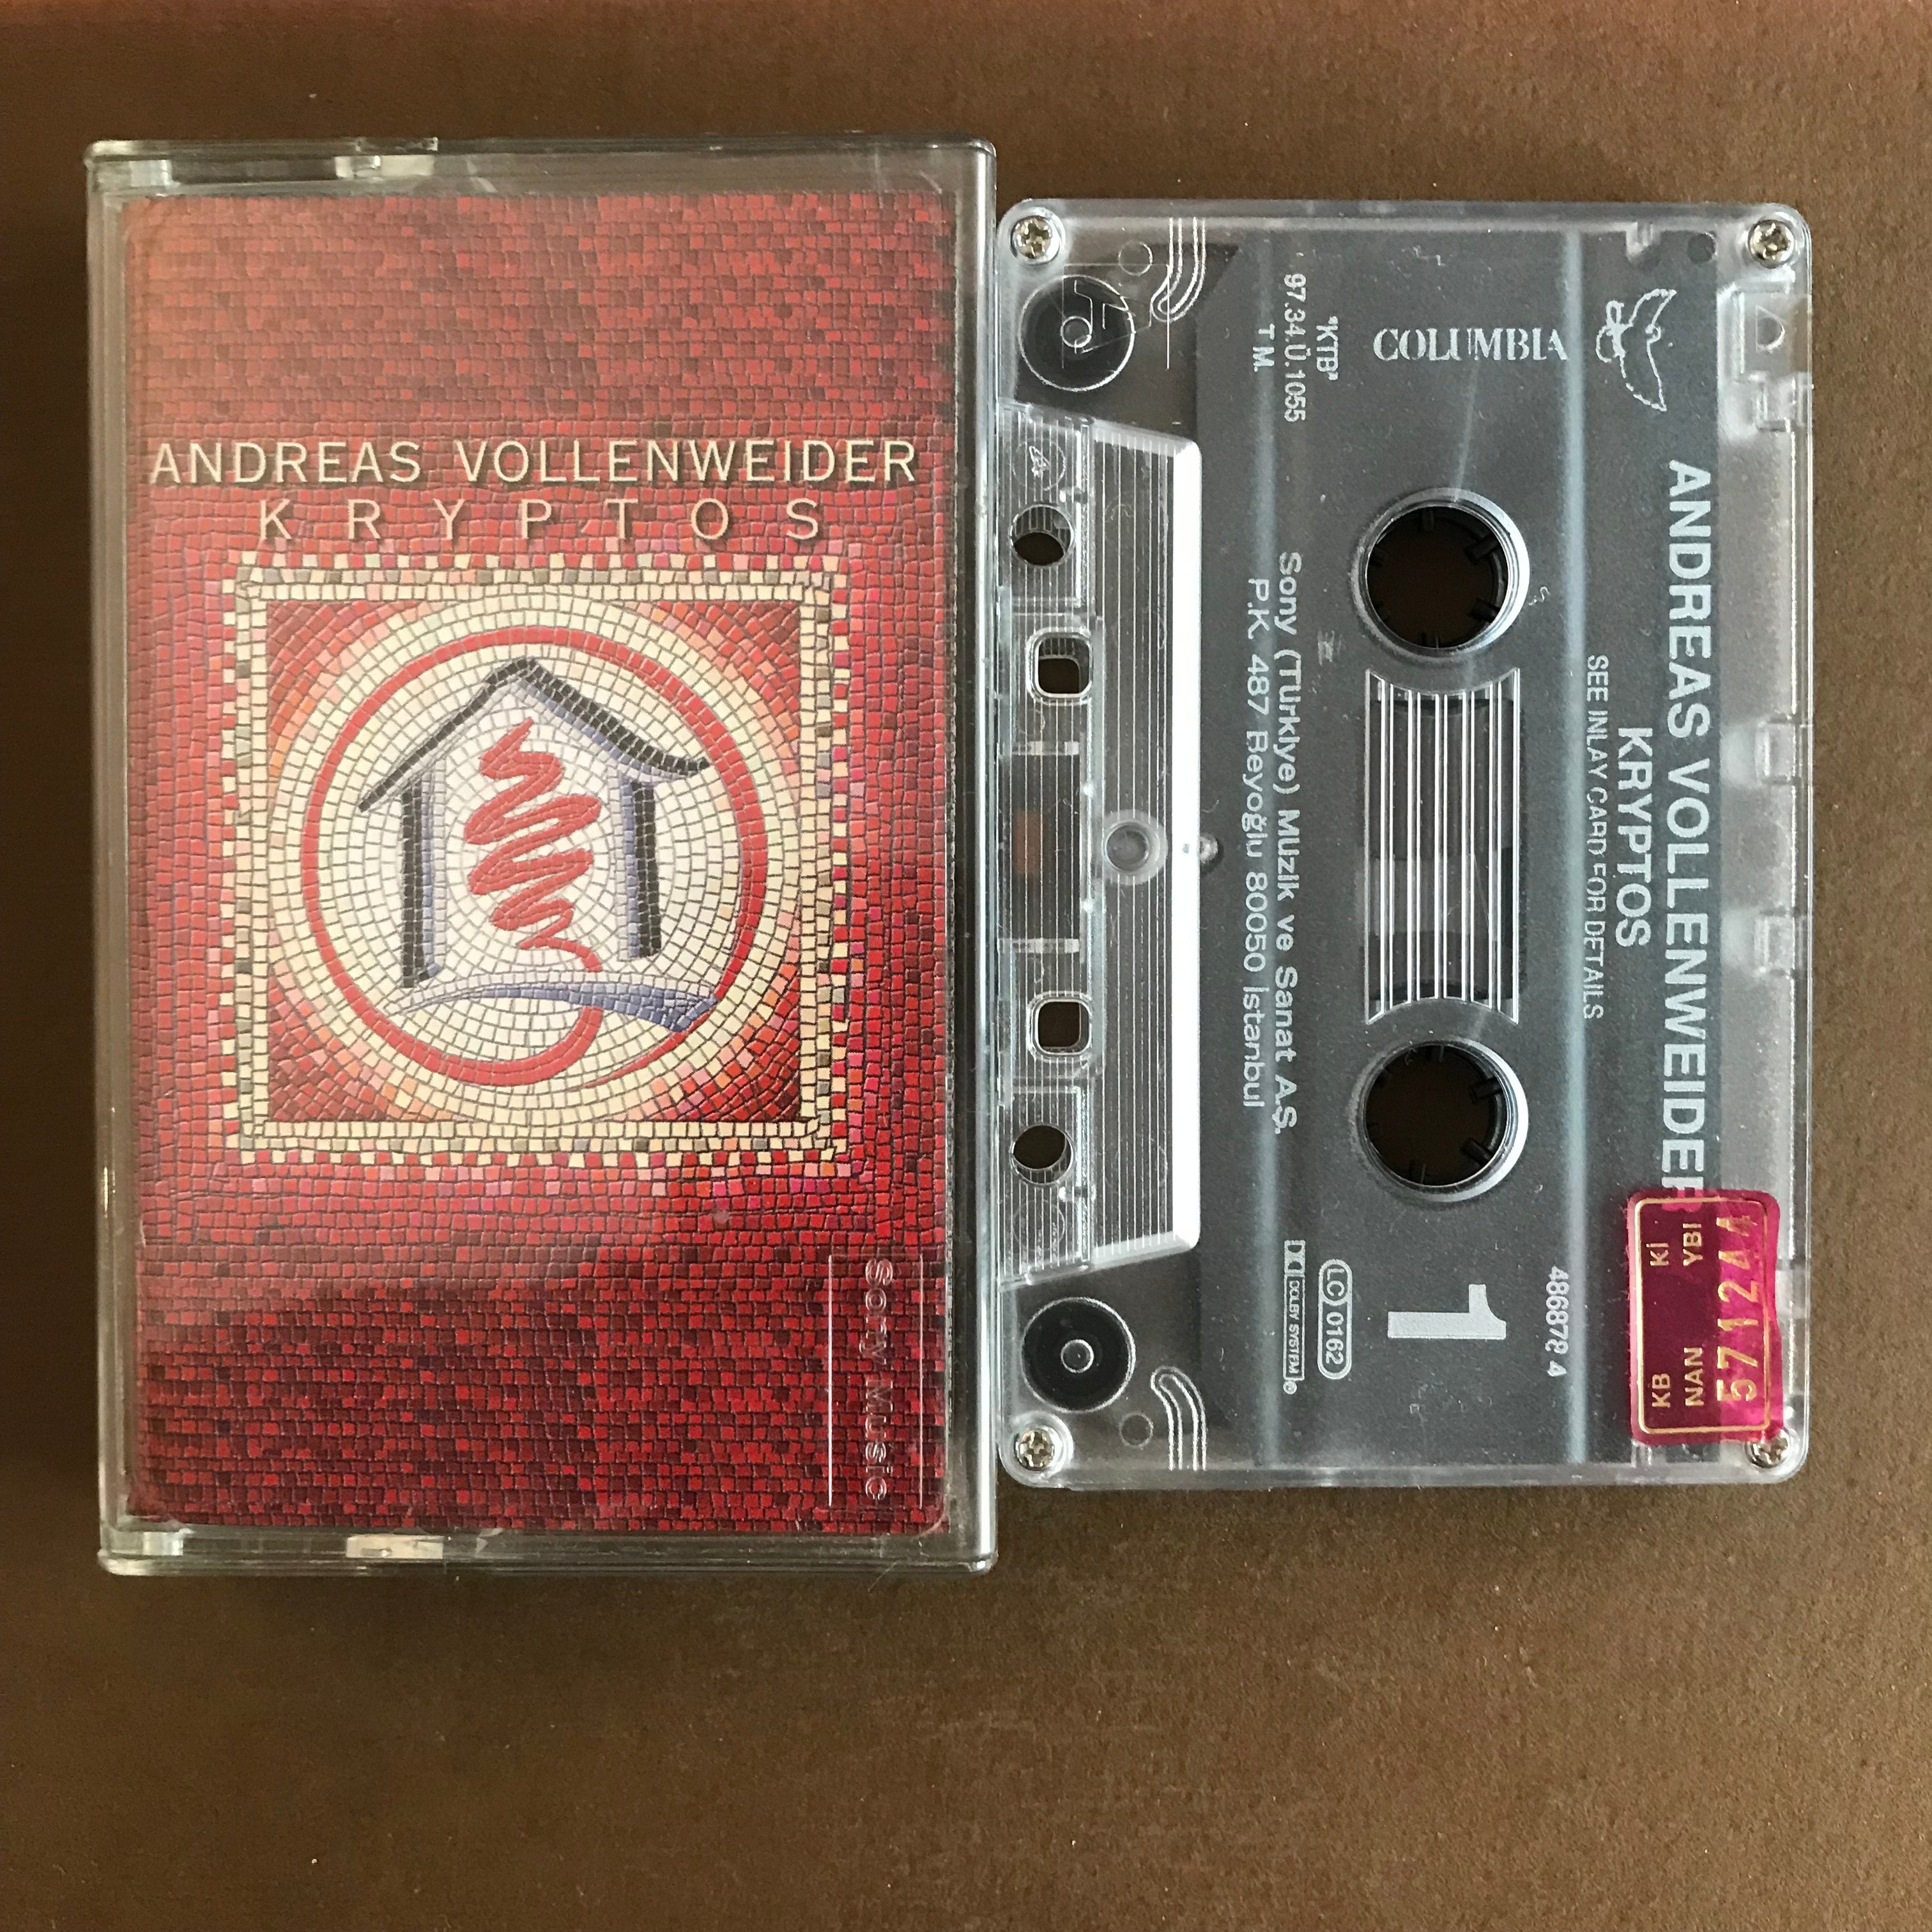 ANDREAS VOLLENWEIDER
KRYPTOS
Sony Music
ANDREAS VOLLENWEIDER
KRYPTOS
SEE INLAY CARD FOR DETAILS
COLUMBIA
486878 4
1
"KTB"
97.34.Ü.1055
T M.
LC 0162
DOLBY SYSTEM®
Sony (Türkiye) Müzik ve Sanat A.Ş.
P.K. 487 Beyoğlu 80050 İstanbul
KB Kİ
NAN YBI
571244